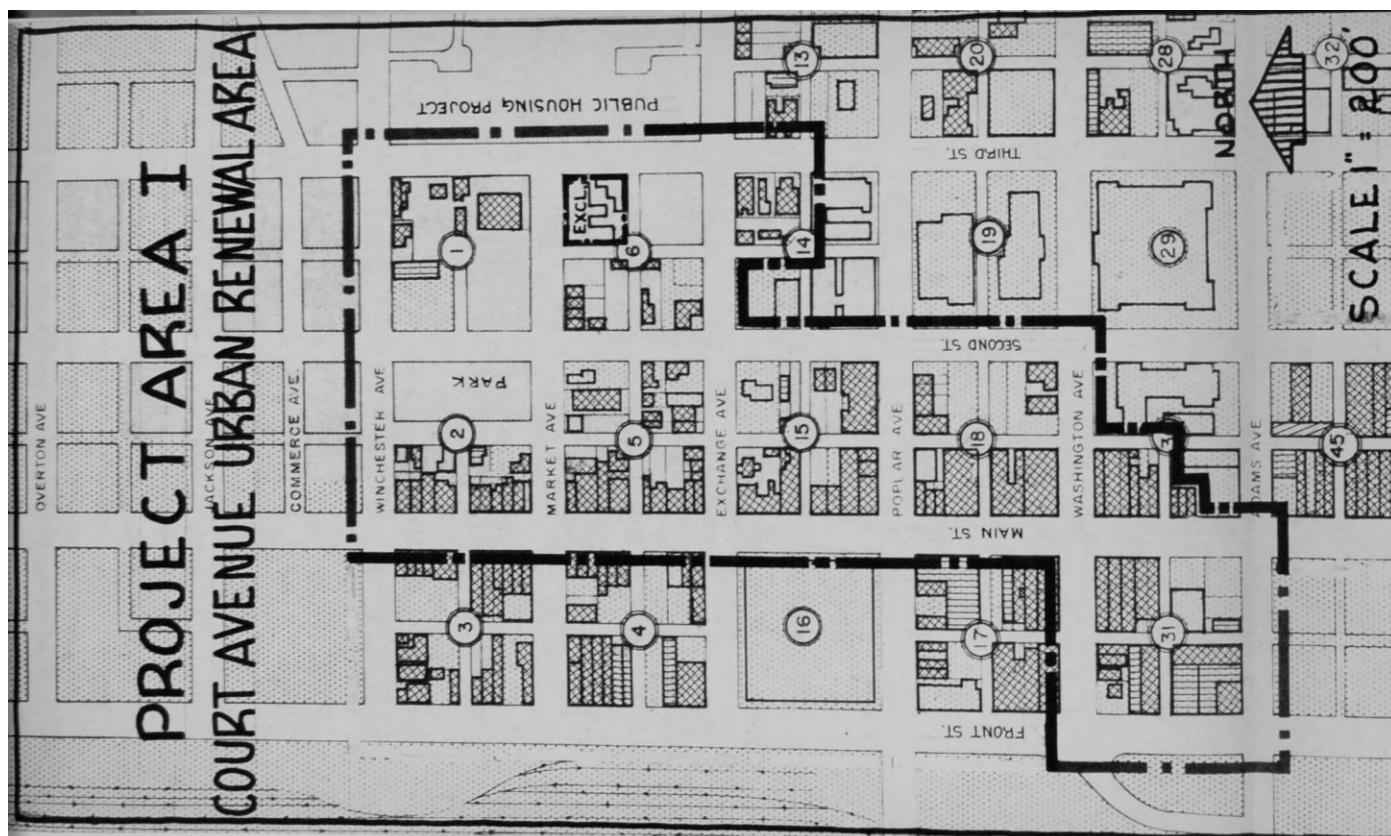 PROJECT AREA I
COURT AVENUE URBAN RENEWAL AREA
NORTH
SCALE 1" = 200'
PUBLIC HOUSING PROJECT
OVERTON AVE
JACKSON AVE
COMMERCE AVE.
WINCHESTER AVE
MARKET AVE
EXCHANGE AVE
POPLAR AVE
WASHINGTON AVE
ADAMS AVE
THIRD ST.
SECOND ST.
MAIN ST.
FRONT ST.
PARK
EXCL.
13
20
28
32
1
6
14
19
29
2
5
15
18
45
3
4
16
17
31